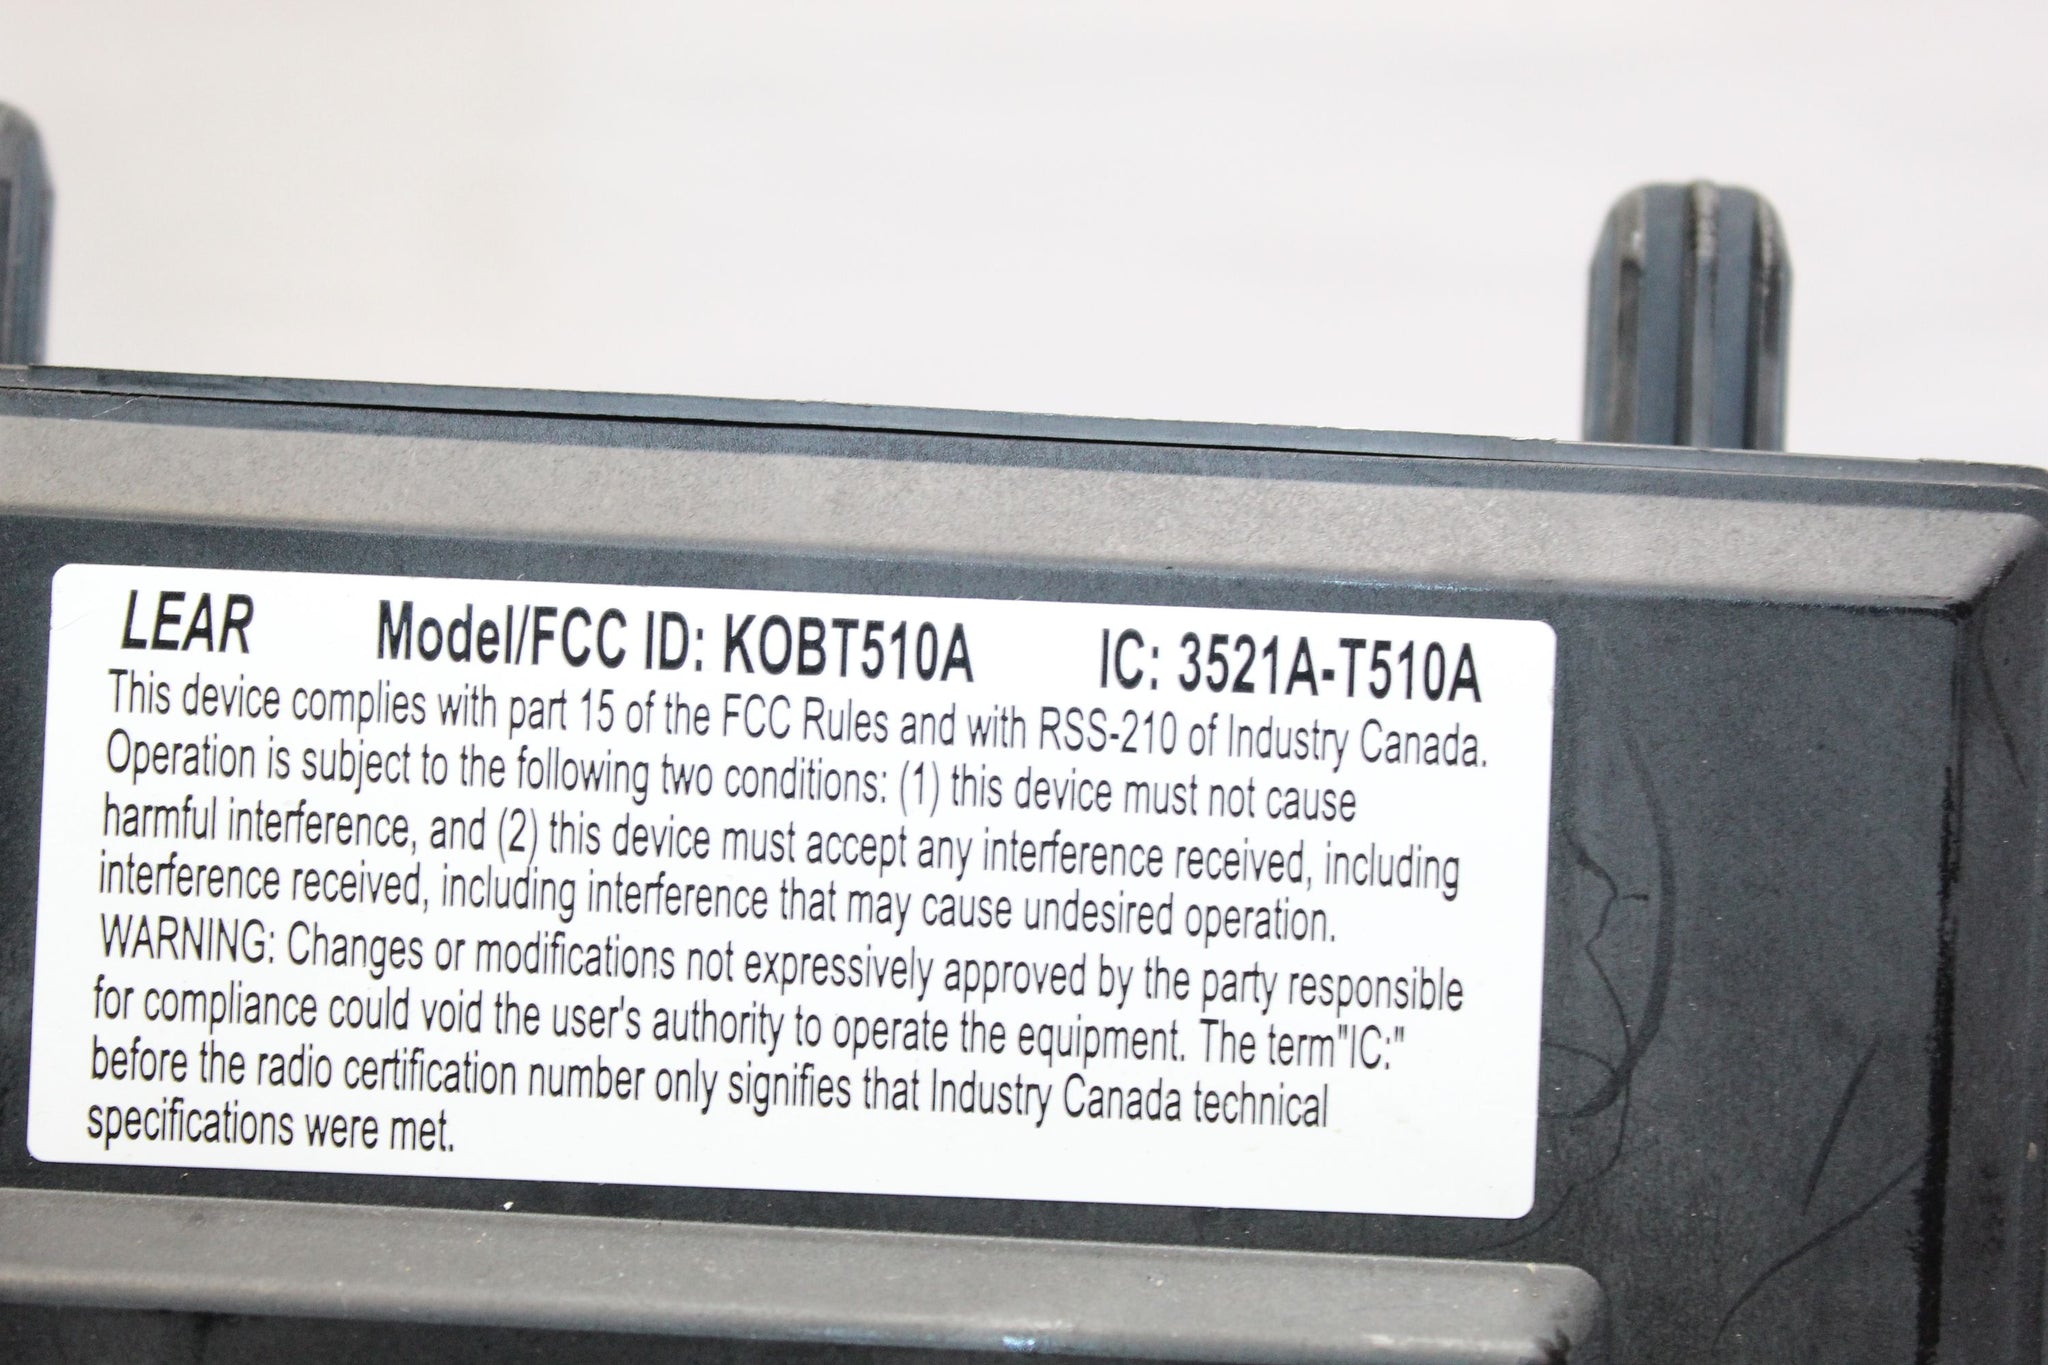 LEAR Model/FCC ID: KOBT510A IC: 3521A-T510A
This device complies with part 15 of the FCC Rules and with RSS-210 of Industry Canada.
Operation is subject to the following two conditions: (1) this device must not cause
harmful interference, and (2) this device must accept any interference received, including
interference received, including interference that may cause undesired operation.
WARNING: Changes or modifications not expressively approved by the party responsible
for compliance could void the user's authority to operate the equipment. The term"IC:"
before the radio certification number only signifies that Industry Canada technical
specifications were met.